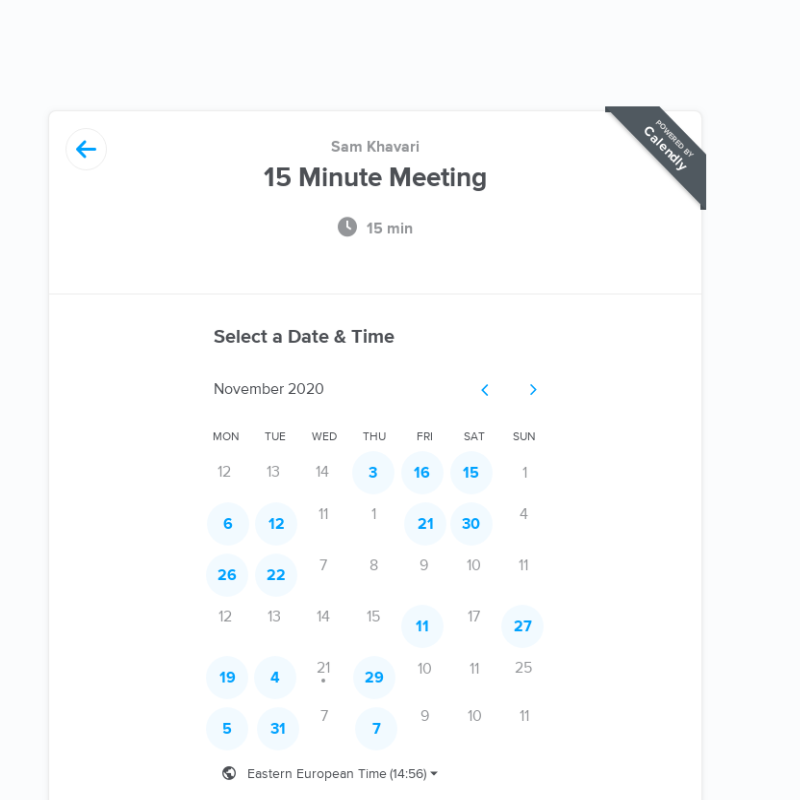 POWERED BY
Calendly
Sam Khavari
15 Minute Meeting
15 min
Select a Date & Time
November 2020
MON TUE WED THU FRI SAT SUN
12 13 14 3 16 15 1
6 12 11 1 21 30 4
26 22 7 8 9 10 11
12 13 14 15 11 17 27
19 4 21 29 10 11 25
5 31 7 7 9 10 11
Eastern European Time (14:56)